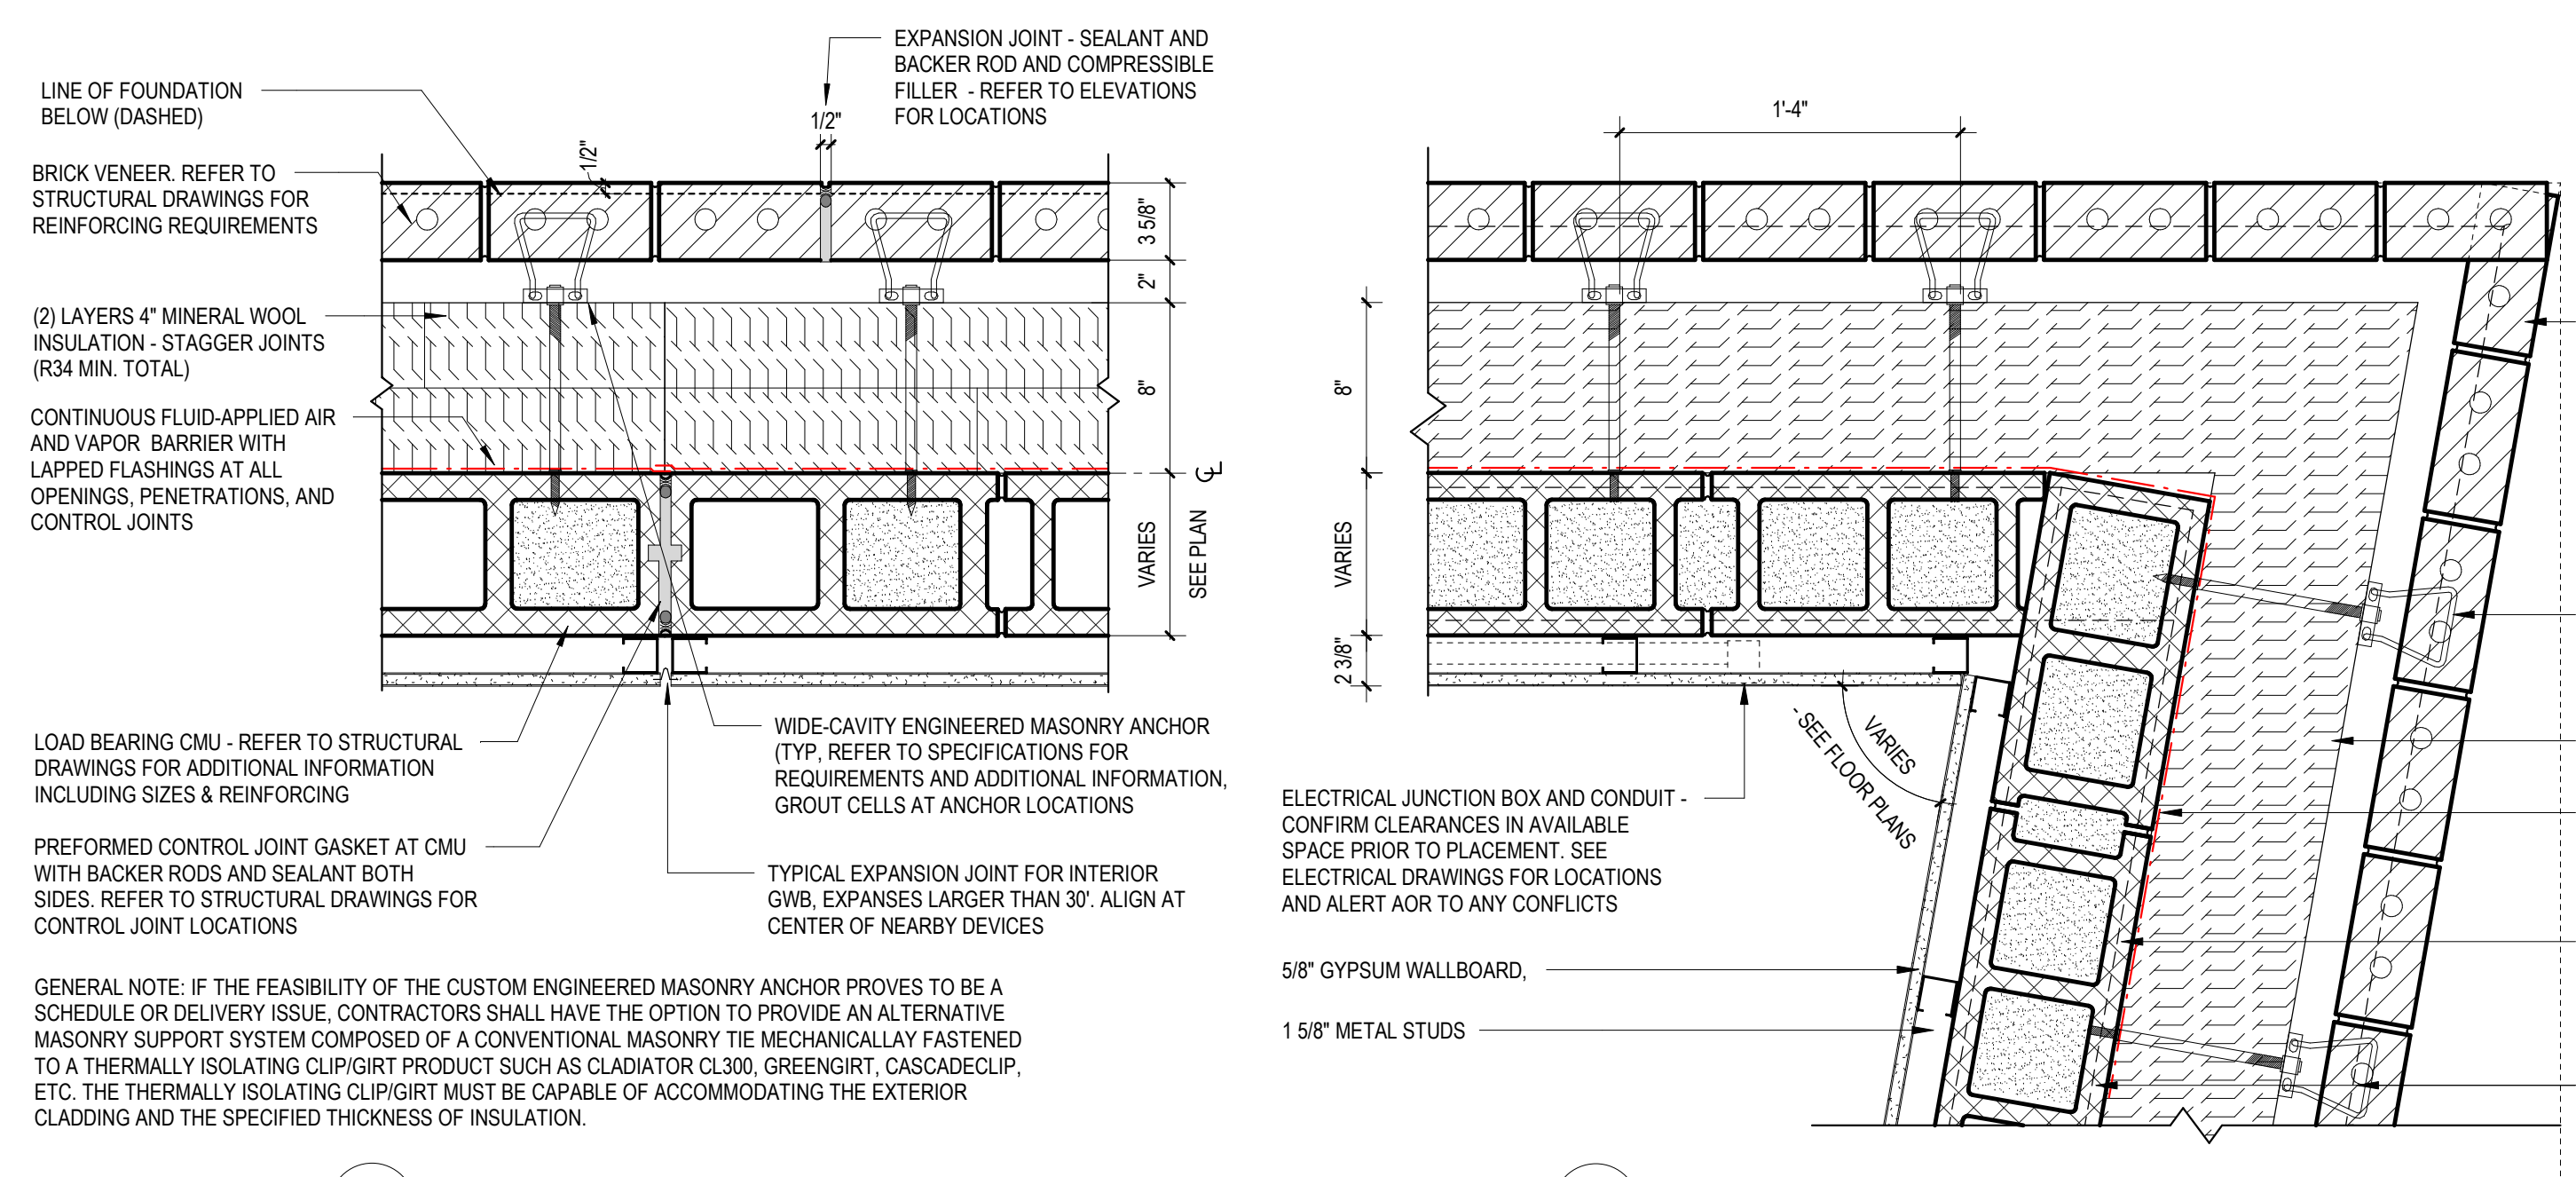 EXPANSION JOINT - SEALANT AND
BACKER ROD AND COMPRESSIBLE
FILLER - REFER TO ELEVATIONS
FOR LOCATIONS
LINE OF FOUNDATION
BELOW (DASHED)
1/2"
1/2"
BRICK VENEER. REFER TO
STRUCTURAL DRAWINGS FOR
REINFORCING REQUIREMENTS
3 5/8"
2"
(2) LAYERS 4" MINERAL WOOL
INSULATION - STAGGER JOINTS
(R34 MIN. TOTAL)
8"
CONTINUOUS FLUID-APPLIED AIR
AND VAPOR BARRIER WITH
LAPPED FLASHINGS AT ALL
OPENINGS, PENETRATIONS, AND
CONTROL JOINTS
CL
VARIES
SEE PLAN
LOAD BEARING CMU - REFER TO STRUCTURAL
DRAWINGS FOR ADDITIONAL INFORMATION
INCLUDING SIZES & REINFORCING
WIDE-CAVITY ENGINEERED MASONRY ANCHOR
(TYP, REFER TO SPECIFICATIONS FOR
REQUIREMENTS AND ADDITIONAL INFORMATION,
GROUT CELLS AT ANCHOR LOCATIONS
PREFORMED CONTROL JOINT GASKET AT CMU
WITH BACKER RODS AND SEALANT BOTH
SIDES. REFER TO STRUCTURAL DRAWINGS FOR
CONTROL JOINT LOCATIONS
TYPICAL EXPANSION JOINT FOR INTERIOR
GWB, EXPANSES LARGER THAN 30'. ALIGN AT
CENTER OF NEARBY DEVICES
GENERAL NOTE: IF THE FEASIBILITY OF THE CUSTOM ENGINEERED MASONRY ANCHOR PROVES TO BE A
SCHEDULE OR DELIVERY ISSUE, CONTRACTORS SHALL HAVE THE OPTION TO PROVIDE AN ALTERNATIVE
MASONRY SUPPORT SYSTEM COMPOSED OF A CONVENTIONAL MASONRY TIE MECHANICALLAY FASTENED
TO A THERMALLY ISOLATING CLIP/GIRT PRODUCT SUCH AS CLADIATOR CL300, GREENGIRT, CASCADECLIP,
ETC. THE THERMALLY ISOLATING CLIP/GIRT MUST BE CAPABLE OF ACCOMMODATING THE EXTERIOR
CLADDING AND THE SPECIFIED THICKNESS OF INSULATION.
1'-4"
8"
VARIES
2 3/8"
VARIES
- SEE FLOOR PLANS
ELECTRICAL JUNCTION BOX AND CONDUIT -
CONFIRM CLEARANCES IN AVAILABLE
SPACE PRIOR TO PLACEMENT. SEE
ELECTRICAL DRAWINGS FOR LOCATIONS
AND ALERT AOR TO ANY CONFLICTS
5/8" GYPSUM WALLBOARD,
1 5/8" METAL STUDS